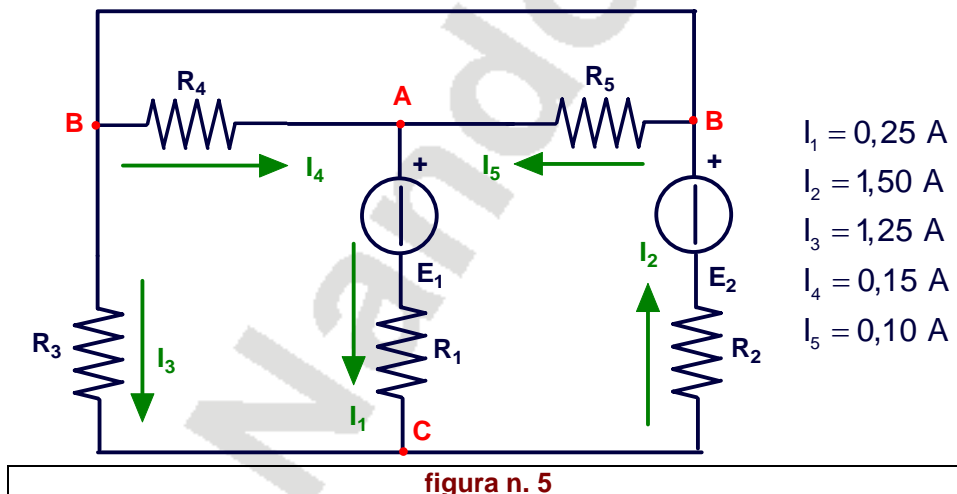 R₄
A
R₅
B
B
I₄
I₅
+
+
E₁
E₂
I₂
R₃
I₃
R₁
R₂
I₁
C
I₁ = 0,25 A
I₂ = 1,50 A
I₃ = 1,25 A
I₄ = 0,15 A
I₅ = 0,10 A
figura n. 5